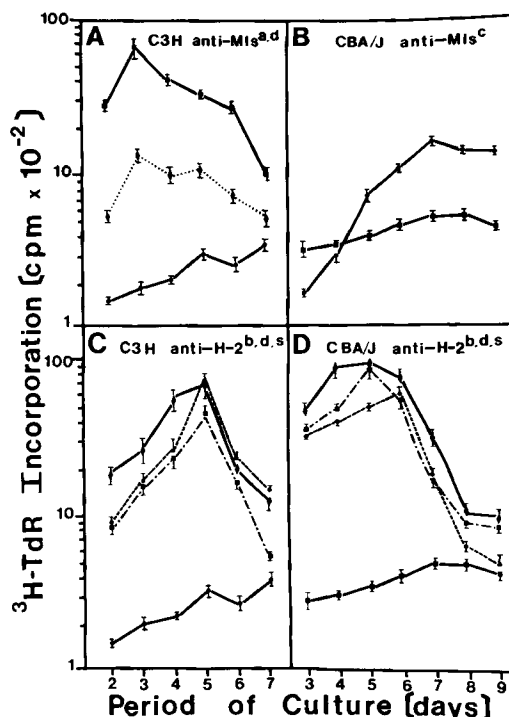 100
A
C3H anti-Mls^a,d
B
CBA/J anti-Mls^c
10
1
³H-TdR Incorporation [cpm x 10⁻²]
C
C3H anti-H-2^b,d,s
D
CBA/J anti-H-2^b,d,s
100
10
1
2 3 4 5 6 7 3 4 5 6 7 8 9
Period of Culture [days]